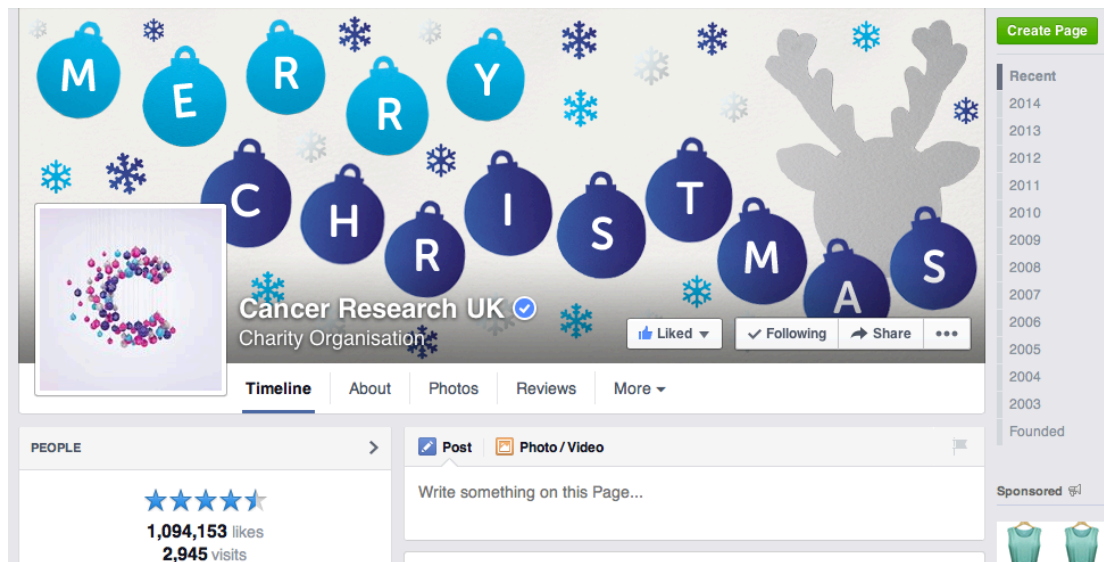 MERRY
CHRISTMAS
Cancer Research UK
Charity Organisation
Liked
Following
Share
Timeline
About
Photos
Reviews
More
PEOPLE
1,094,153 likes
2,945 visits
Post
Photo / Video
Write something on this Page...
Create Page
Recent
2014
2013
2012
2011
2010
2009
2008
2007
2006
2005
2004
2003
Founded
Sponsored